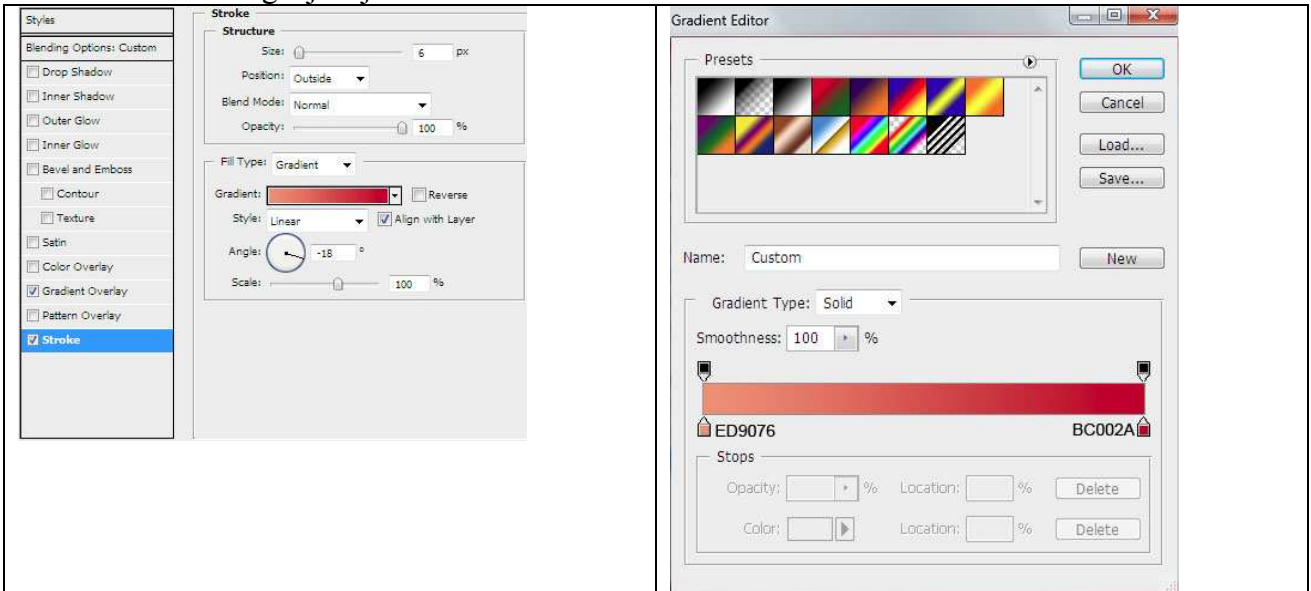 Styles
Blending Options: Custom
Drop Shadow
Inner Shadow
Outer Glow
Inner Glow
Bevel and Emboss
Contour
Texture
Satin
Color Overlay
Gradient Overlay
Pattern Overlay
Stroke
Stroke
Structure
Size: 6 px
Position: Outside
Blend Mode: Normal
Opacity: 100 %
Fill Type: Gradient
Gradient: Reverse
Style: Linear Align with Layer
Angle: -18 °
Scale: 100 %
Gradient Editor
Presets
OK
Cancel
Load...
Save...
Name: Custom New
Gradient Type: Solid
Smoothness: 100 %
ED9076 BC002A
Stops
Opacity: % Location: % Delete
Color: Location: % Delete